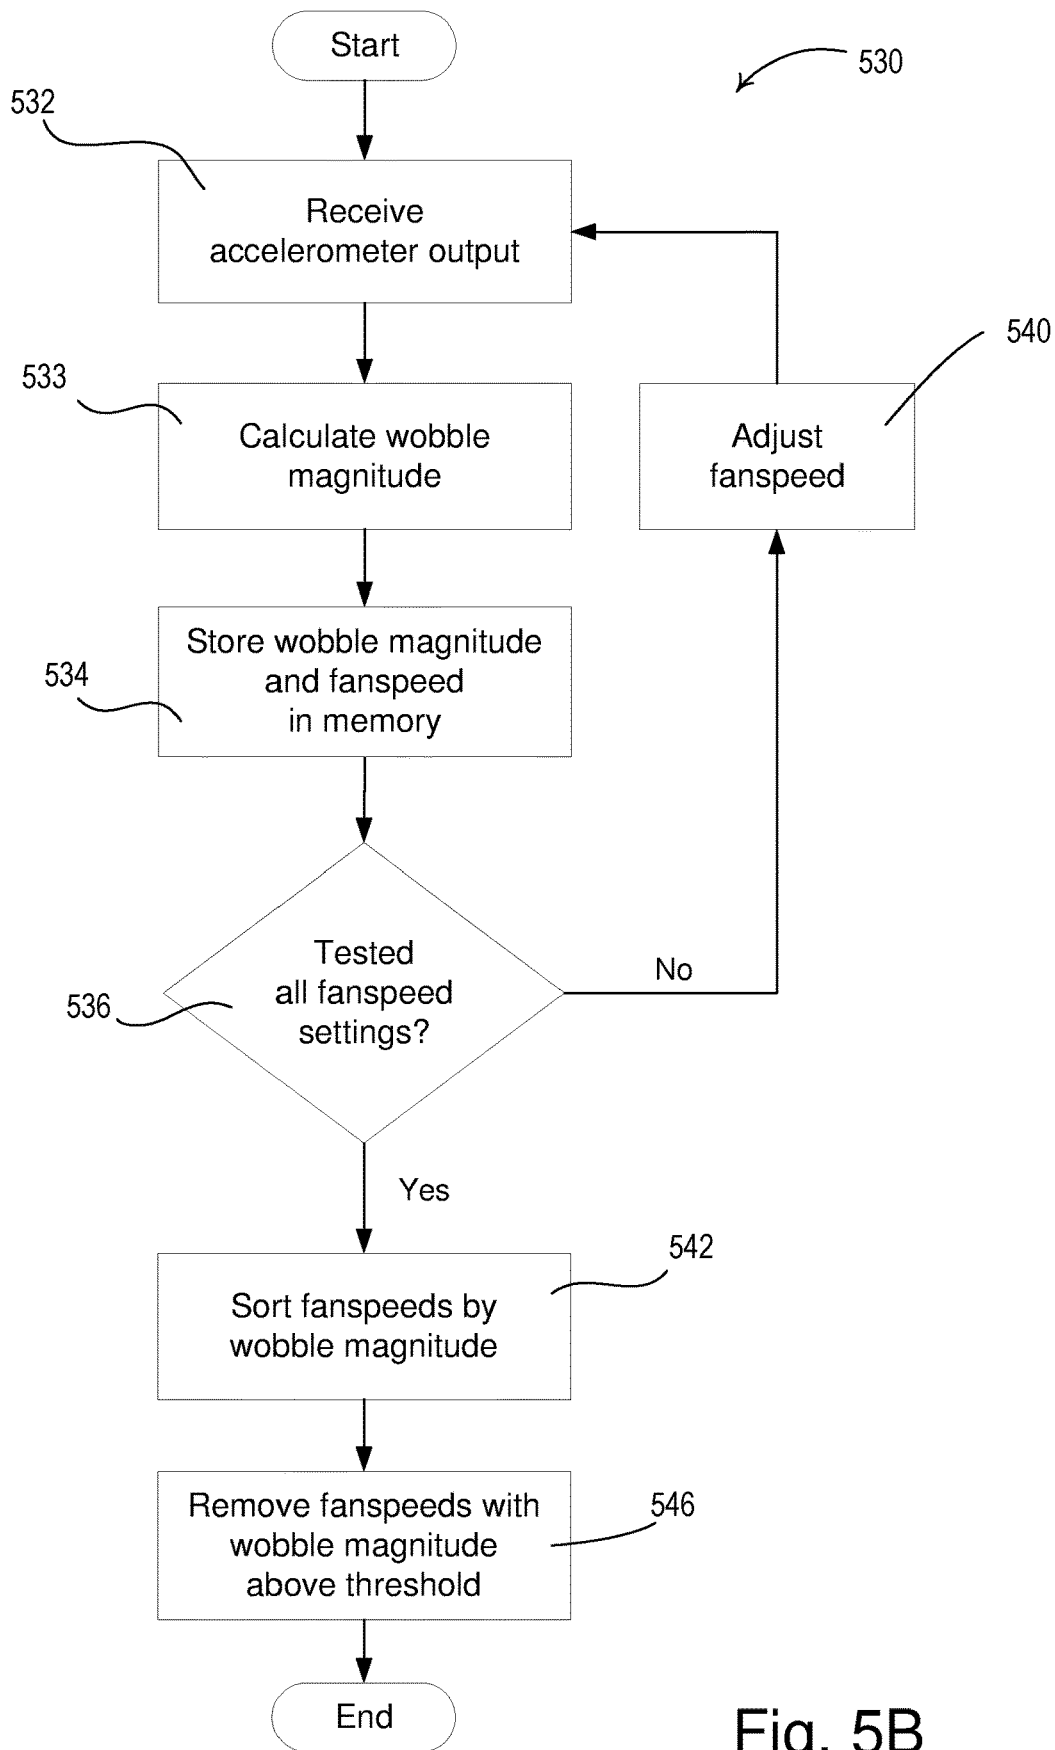 Start
530
532
Receive
accelerometer output
540
533
Calculate wobble
magnitude
Adjust
fanspeed
534
Store wobble magnitude
and fanspeed
in memory
536
Tested
all fanspeed
settings?
No
Yes
542
Sort fanspeeds by
wobble magnitude
546
Remove fanspeeds with
wobble magnitude
above threshold
End
Fig. 5B